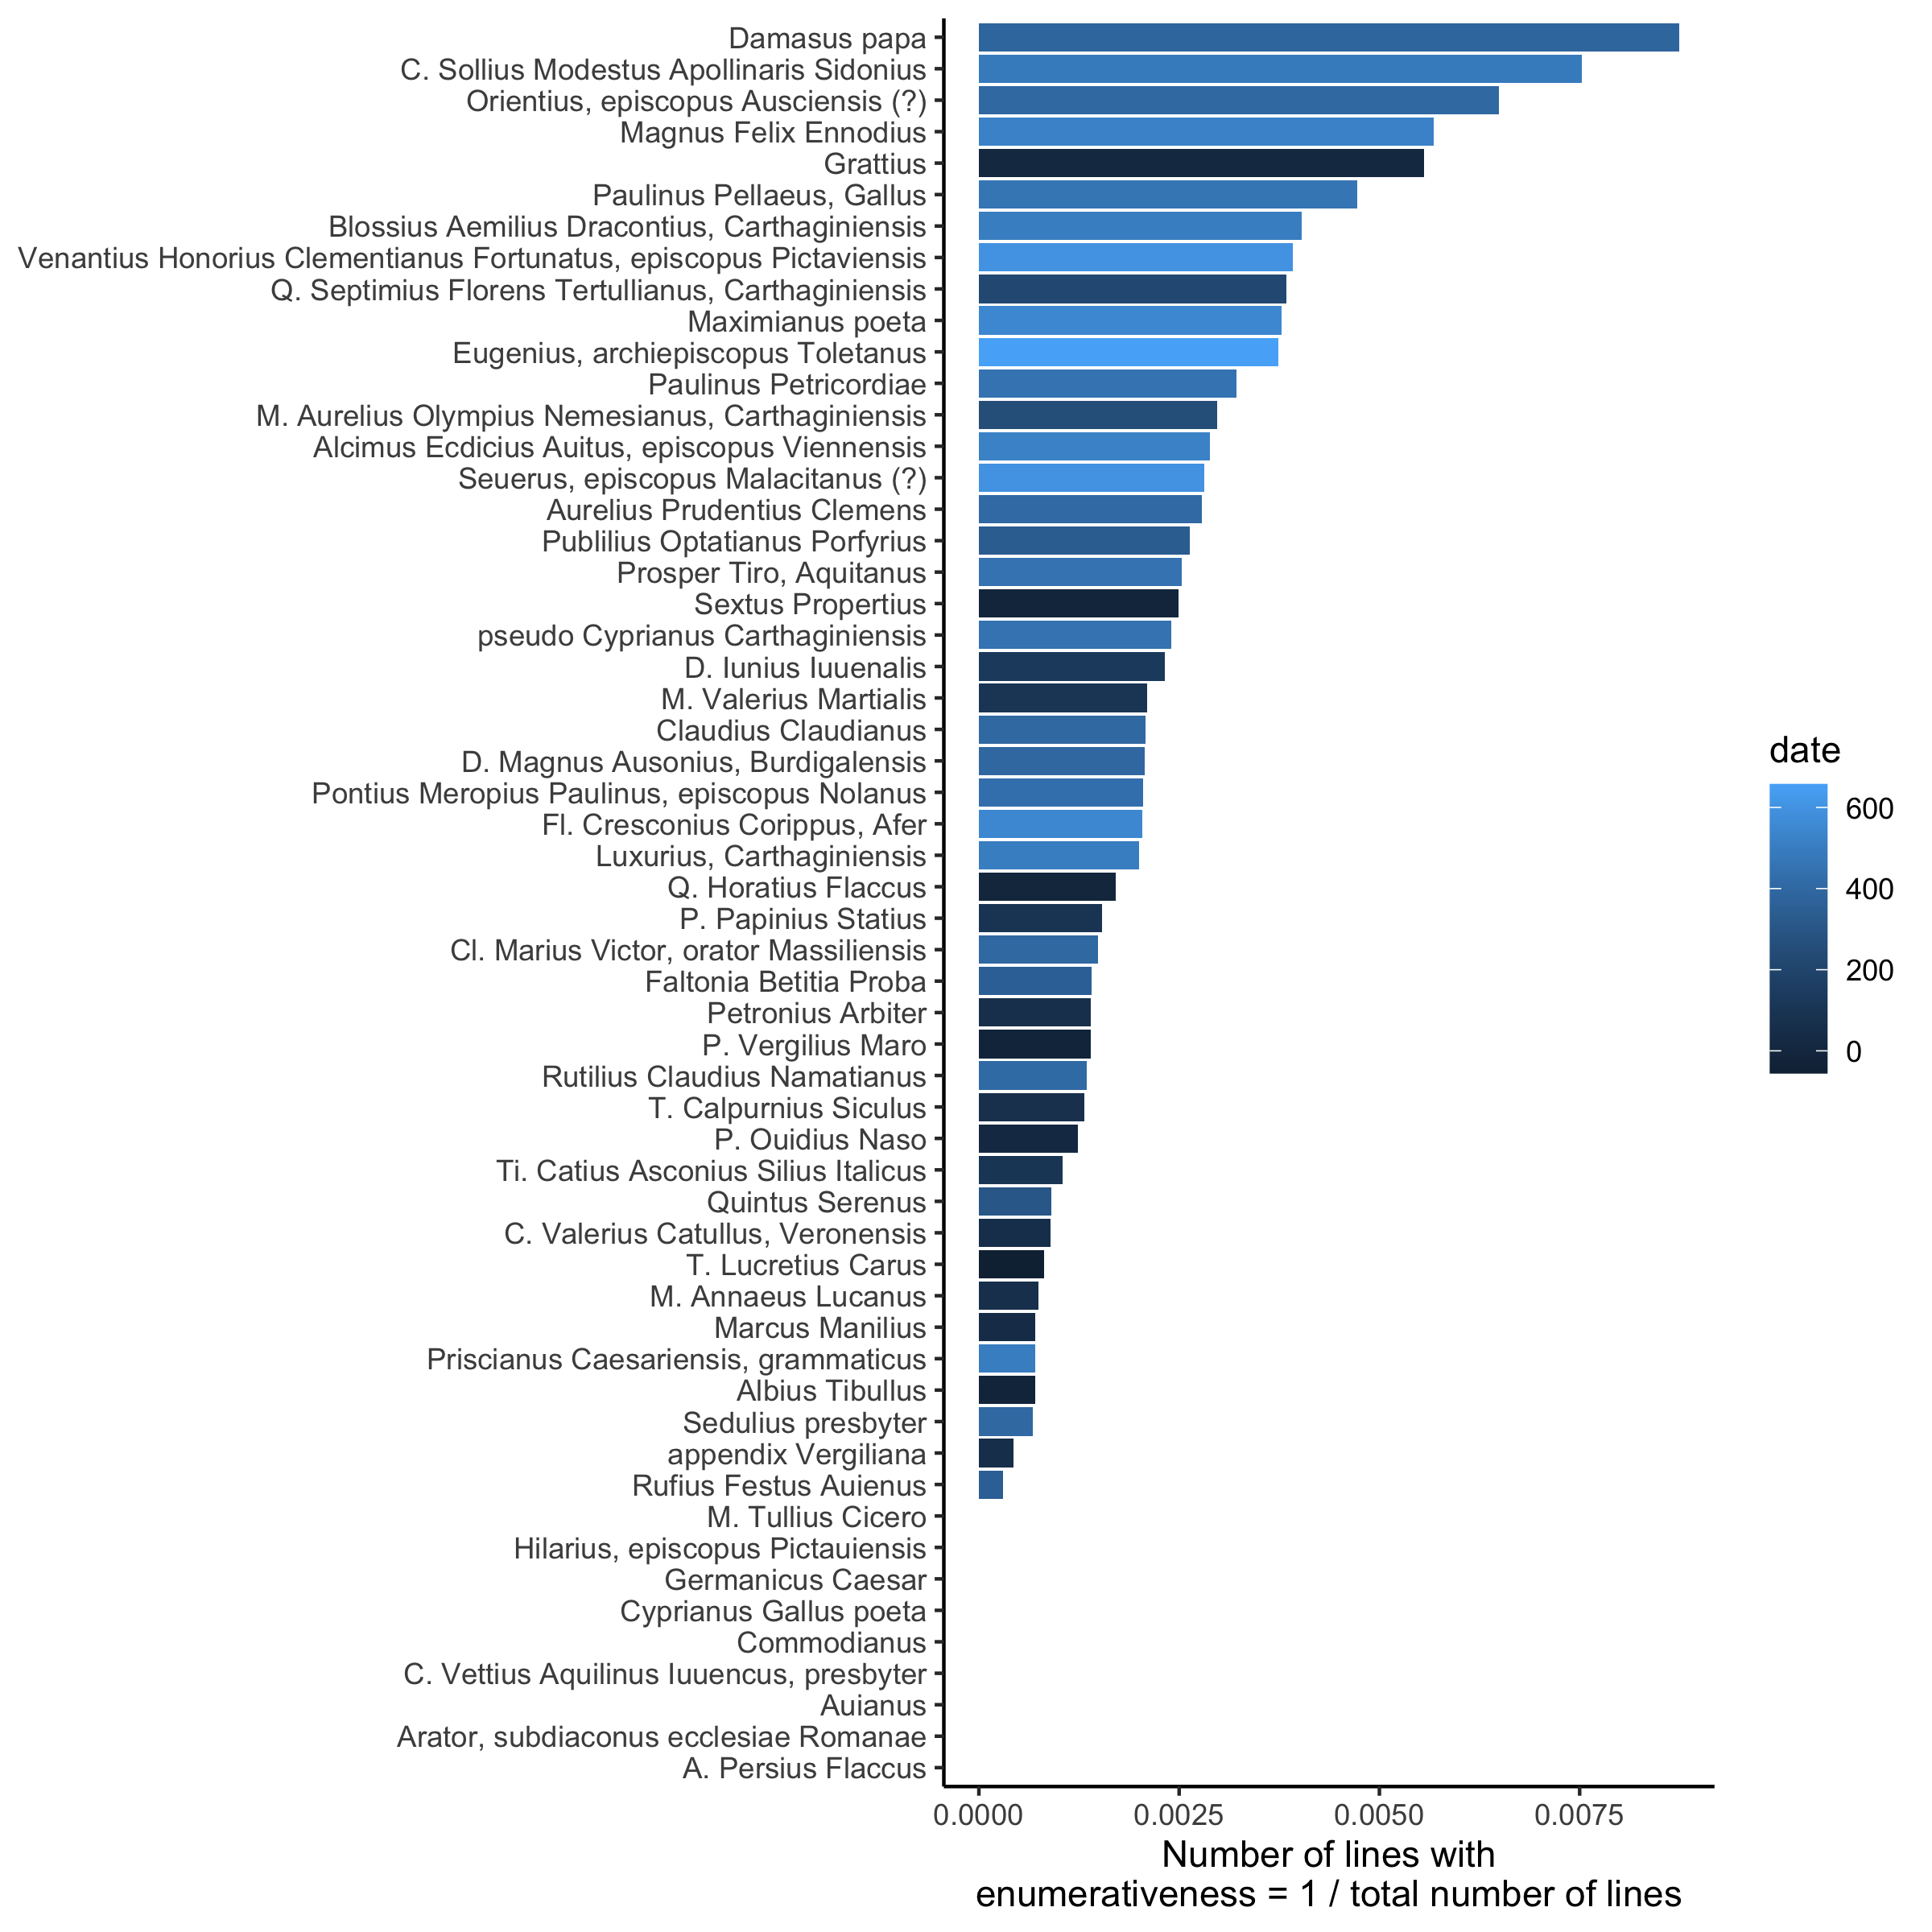 Damasus papa
C. Sollius Modestus Apollinaris Sidonius
Orientius, episcopus Ausciensis (?)
Magnus Felix Ennodius
Grattius
Paulinus Pellaeus, Gallus
Blossius Aemilius Dracontius, Carthaginiensis
Venantius Honorius Clementianus Fortunatus, episcopus Pictaviensis
Q. Septimius Florens Tertullianus, Carthaginiensis
Maximianus poeta
Eugenius, archiepiscopus Toletanus
Paulinus Petricordiae
M. Aurelius Olympius Nemesianus, Carthaginiensis
Alcimus Ecdicius Auitus, episcopus Viennensis
Seuerus, episcopus Malacitanus (?)
Aurelius Prudentius Clemens
Publilius Optatianus Porfyrius
Prosper Tiro, Aquitanus
Sextus Propertius
pseudo Cyprianus Carthaginiensis
D. Iunius Iuuenalis
M. Valerius Martialis
Claudius Claudianus
D. Magnus Ausonius, Burdigalensis
Pontius Meropius Paulinus, episcopus Nolanus
Fl. Cresconius Corippus, Afer
Luxurius, Carthaginiensis
Q. Horatius Flaccus
P. Papinius Statius
Cl. Marius Victor, orator Massiliensis
Faltonia Betitia Proba
Petronius Arbiter
P. Vergilius Maro
Rutilius Claudius Namatianus
T. Calpurnius Siculus
P. Ouidius Naso
Ti. Catius Asconius Silius Italicus
Quintus Serenus
C. Valerius Catullus, Veronensis
T. Lucretius Carus
M. Annaeus Lucanus
Marcus Manilius
Priscianus Caesariensis, grammaticus
Albius Tibullus
Sedulius presbyter
appendix Vergiliana
Rufius Festus Auienus
M. Tullius Cicero
Hilarius, episcopus Pictauiensis
Germanicus Caesar
Cyprianus Gallus poeta
Commodianus
C. Vettius Aquilinus Iuuencus, presbyter
Auianus
Arator, subdiaconus ecclesiae Romanae
A. Persius Flaccus
0.0000 0.0025 0.0050 0.0075
Number of lines with
enumerativeness = 1 / total number of lines
date
600
400
200
0